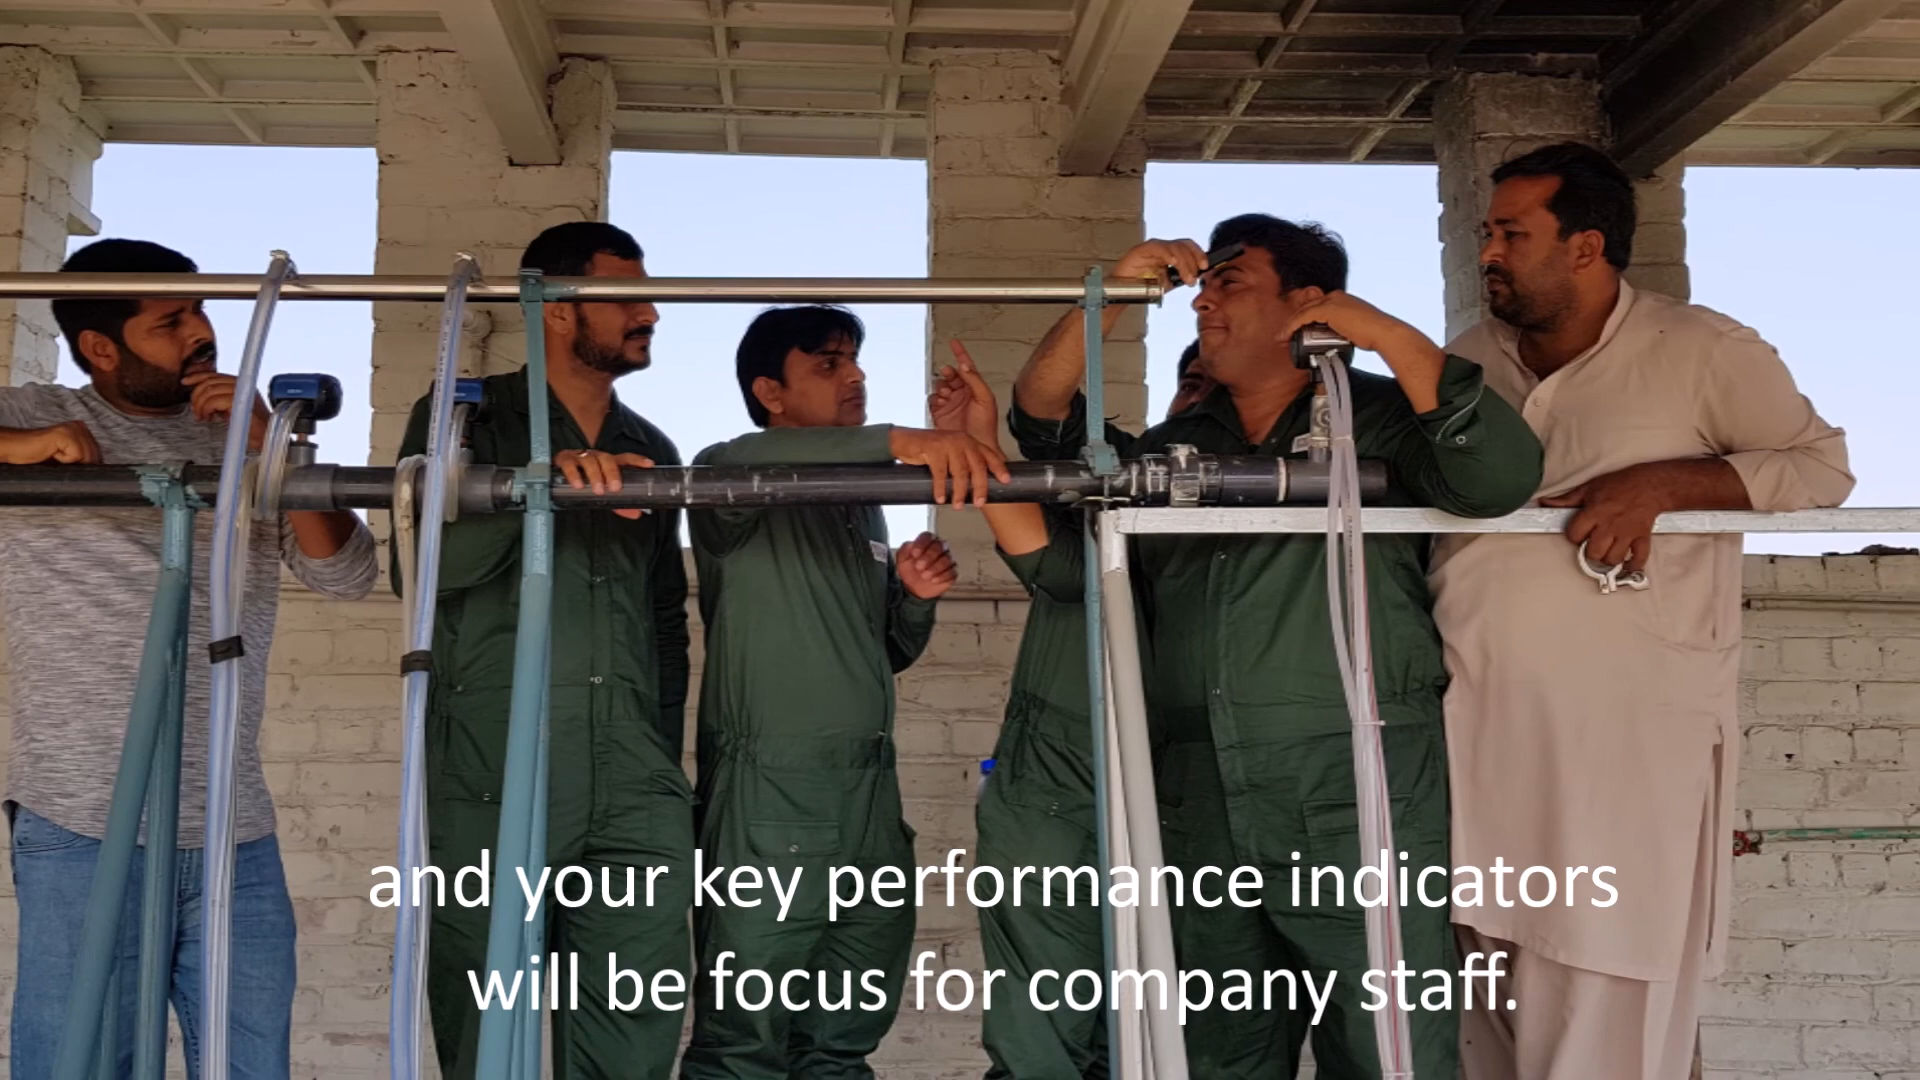 and your key performance indicators
will be focus for company staff.